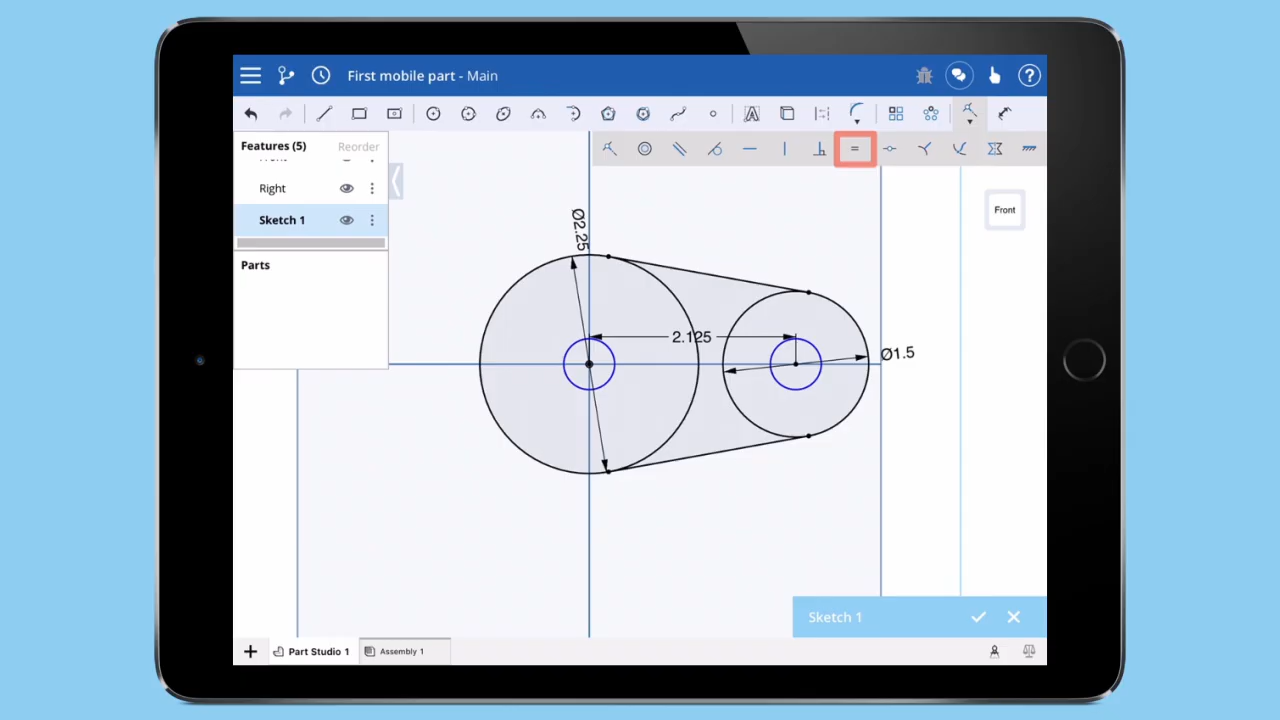 First mobile part - Main
Features (5)
Reorder
Right
Sketch 1
Parts
Front
Ø2.25
2.125
Ø1.5
Sketch 1
Part Studio 1
Assembly 1